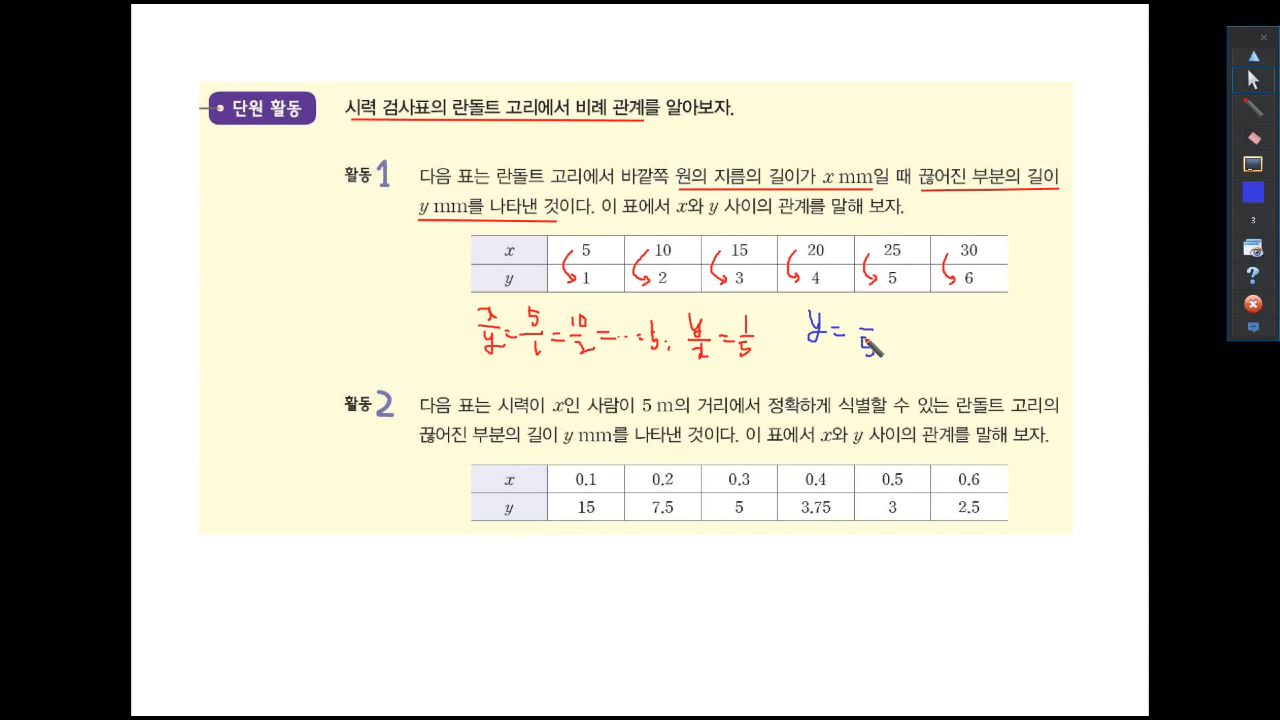 단원 활동 시력 검사표의 란돌트 고리에서 비례 관계를 알아보자.
활동 1 다음 표는 란돌트 고리에서 바깥쪽 원의 지름의 길이가 x mm일 때 끊어진 부분의 길이
y mm를 나타낸 것이다. 이 표에서 x와 y 사이의 관계를 말해 보자.
x 5 10 15 20 25 30
y 1 2 3 4 5 6
x/y = 5/1 = 10/2 = ... = y/x = 1/5 y = /5
활동 2 다음 표는 시력이 x인 사람이 5 m의 거리에서 정확하게 식별할 수 있는 란돌트 고리의
끊어진 부분의 길이 y mm를 나타낸 것이다. 이 표에서 x와 y 사이의 관계를 말해 보자.
x 0.1 0.2 0.3 0.4 0.5 0.6
y 15 7.5 5 3.75 3 2.5
3